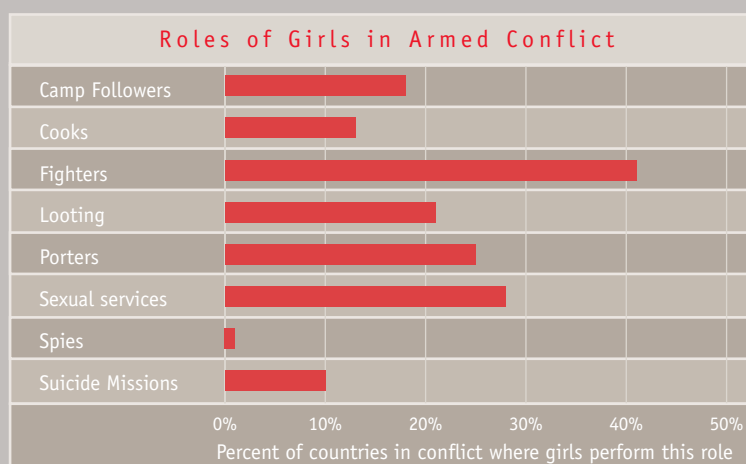 Roles of Girls in Armed Conflict
Camp Followers
Cooks
Fighters
Looting
Porters
Sexual services
Spies
Suicide Missions
0% 10% 20% 30% 40% 50%
Percent of countries in conflict where girls perform this role